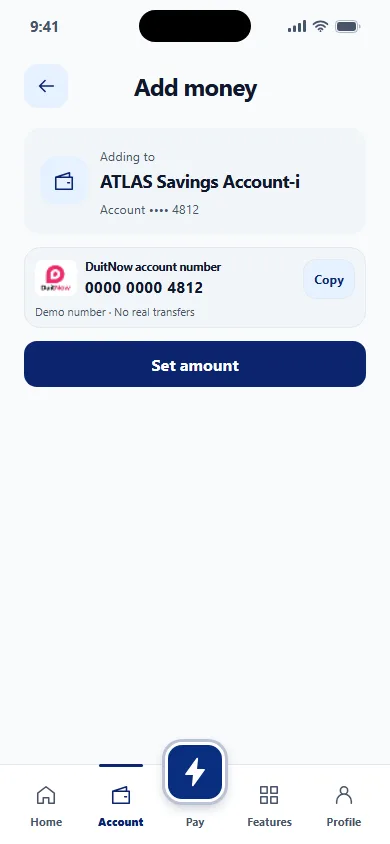 9:41
Add money
Adding to
ATLAS Savings Account-i
Account •••• 4812
DuitNow
DuitNow account number
0000 0000 4812
Copy
Demo number · No real transfers
Set amount
Home
Account
Pay
Features
Profile